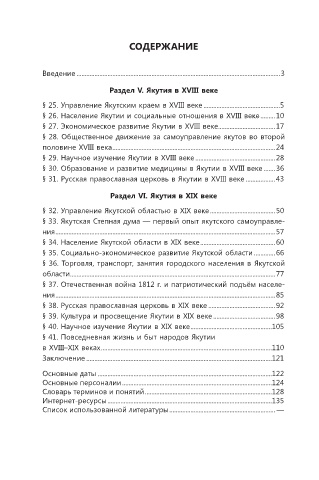 СОДЕРЖАНИЕ
Введение ........ 3
Раздел V. Якутия в XVIII веке
§ 25. Управление Якутским краем в XVIII веке ........ 5
§ 26. Население Якутии и социальные отношения в XVIII веке ........ 10
§ 27. Экономическое развитие Якутии в XVIII веке ........ 17
§ 28. Общественное движение за самоуправление якутов во второй
половине XVIII века ........ 24
§ 29. Научное изучение Якутии в XVIII веке ........ 28
§ 30. Образование и развитие медицины в Якутии в XVIII веке ........ 36
§ 31. Русская православная церковь в Якутии в XVIII веке ........ 43
Раздел VI. Якутия в XIX веке
§ 32. Управление Якутской областью в XIX веке ........ 50
§ 33. Якутская Степная дума — первый опыт якутского самоуправле-
ния ........ 57
§ 34. Население Якутской области в XIX веке ........ 60
§ 35. Социально-экономическое развитие Якутской области ........ 66
§ 36. Торговля, транспорт, занятия городского населения в Якутской
области ........ 77
§ 37. Отечественная война 1812 г. и патриотический подъём населе-
ния ........ 85
§ 38. Русская православная церковь в XIX веке ........ 92
§ 39. Культура и просвещение Якутии в XIX веке ........ 98
§ 40. Научное изучение Якутии в XIX веке ........ 105
§ 41. Повседневная жизнь и быт народов Якутии
в XVIII–XIX веках ........ 110
Заключение ........ 121
Основные даты ........ 122
Основные персоналии ........ 124
Словарь терминов и понятий ........ 128
Интернет-ресурсы ........ 135
Список использованной литературы ........ —